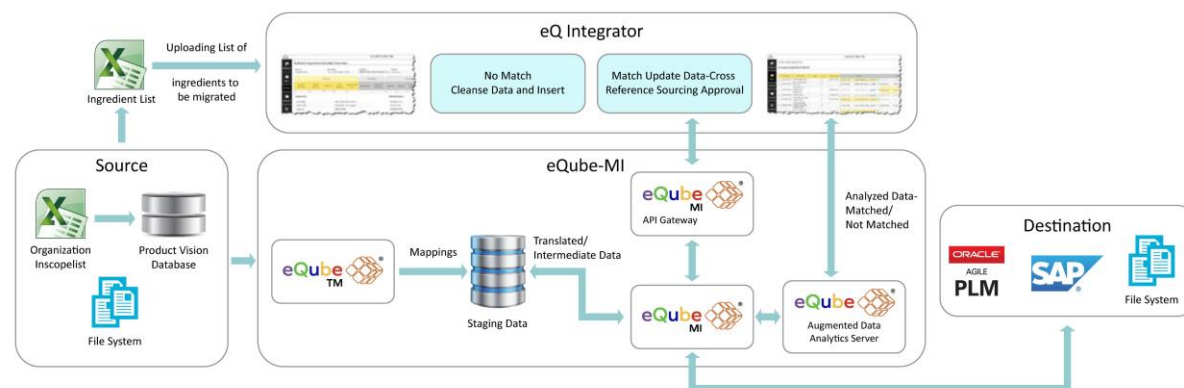 eQ Integrator
Uploading List of
ingredients to
be migrated
Ingredient List
No Match
Cleanse Data and Insert
Match Update Data-Cross
Reference Sourcing Approval
Source
Organization
Inscopelist
Product Vision
Database
File System
eQube-MI
eQube®
TM
Mappings
Staging Data
Translated/
Intermediate Data
eQube®
MI
API Gateway
eQube®
MI
Analyzed Data-
Matched/
Not Matched
eQube®
Augmented Data
Analytics Server
Destination
ORACLE
AGILE
PLM
SAP
File System